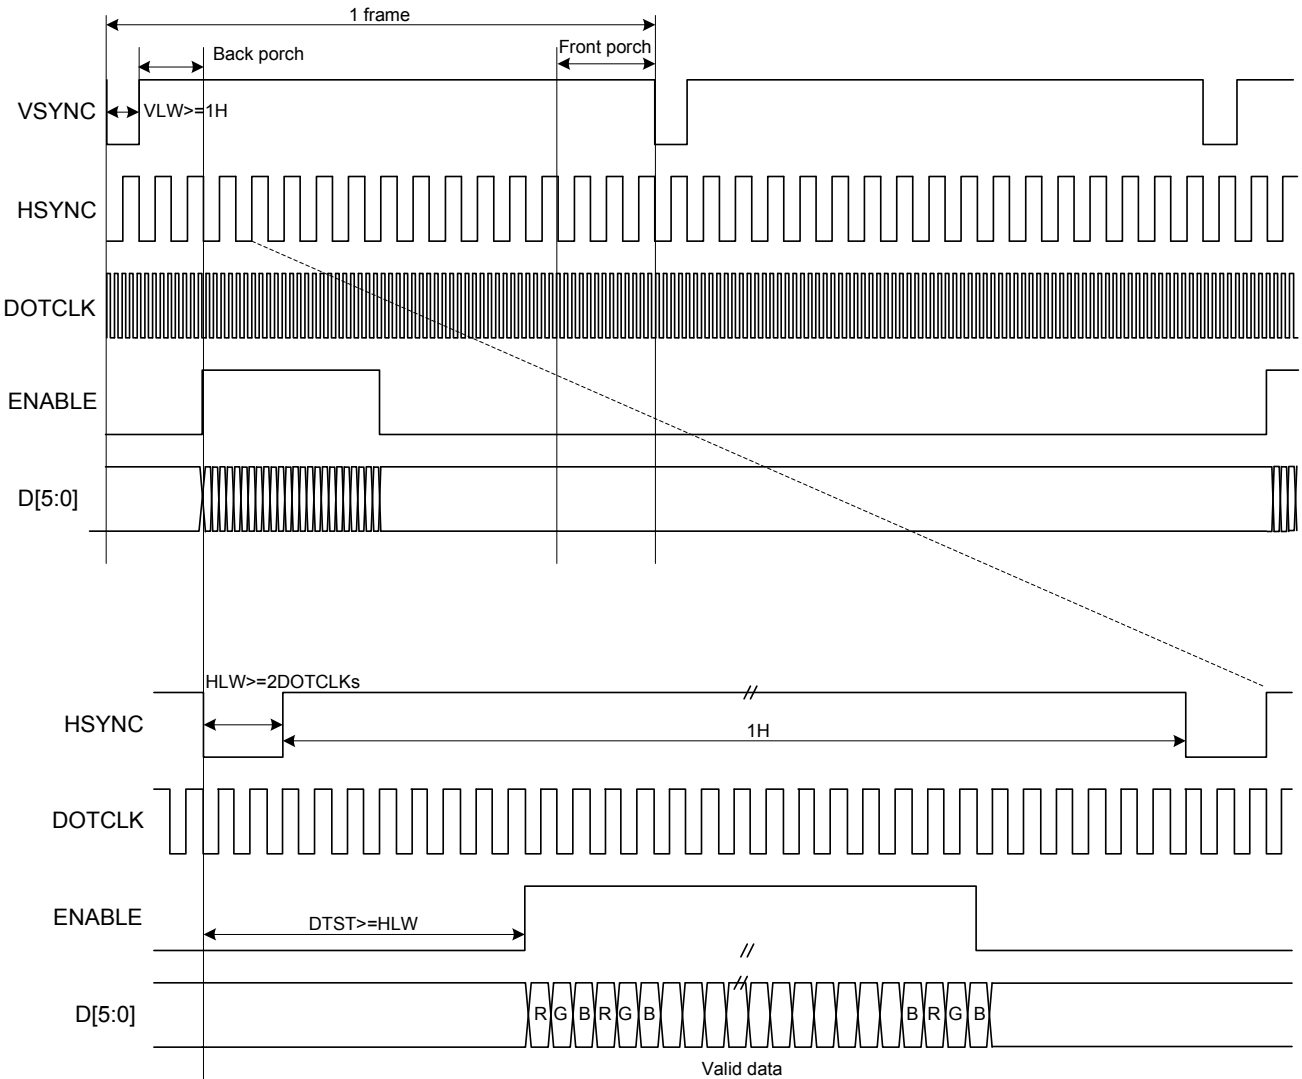 1 frame
Back porch
Front porch
VSYNC
VLW>=1H
HSYNC
DOTCLK
ENABLE
D[5:0]
HLW>=2DOTCLKs
//
HSYNC
1H
DOTCLK
ENABLE
DTST>=HLW
//
//
D[5:0]
R G B R G B B R G B
Valid data